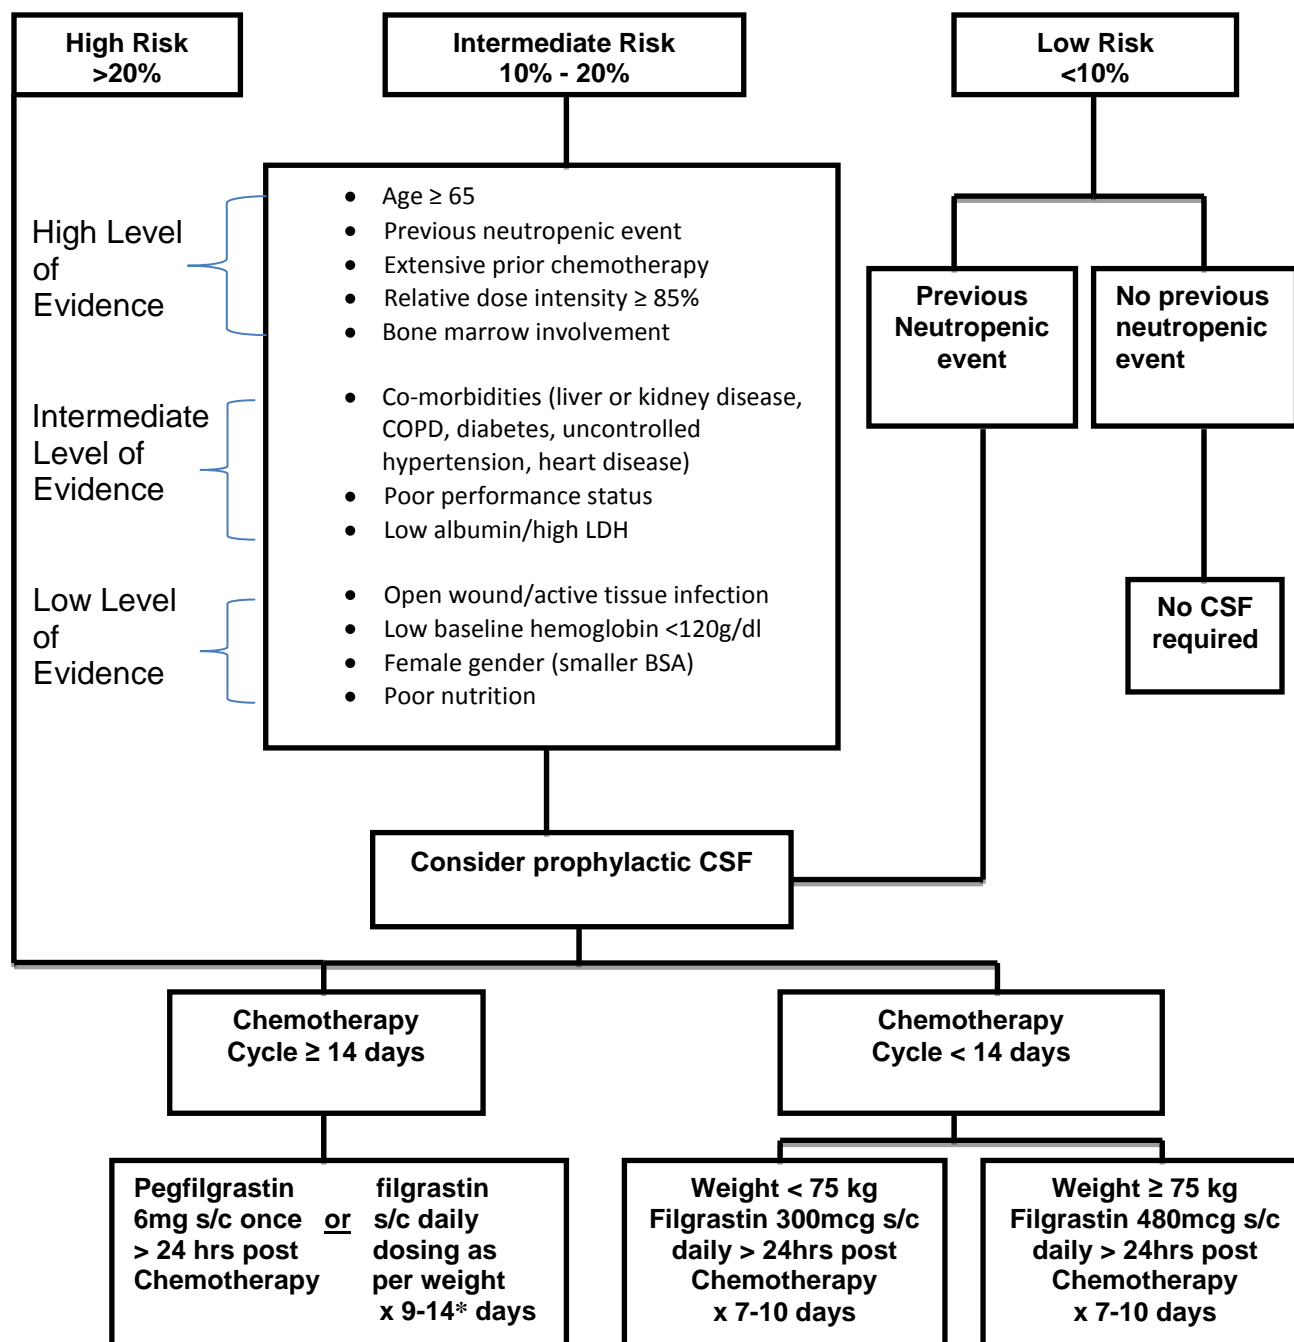 High Risk
>20%
Intermediate Risk
10% - 20%
Low Risk
<10%
High Level
of
Evidence
• Age ≥ 65
• Previous neutropenic event
• Extensive prior chemotherapy
• Relative dose intensity ≥ 85%
• Bone marrow involvement
Intermediate
Level of
Evidence
• Co-morbidities (liver or kidney disease,
COPD, diabetes, uncontrolled
hypertension, heart disease)
• Poor performance status
• Low albumin/high LDH
Low Level
of
Evidence
• Open wound/active tissue infection
• Low baseline hemoglobin <120g/dl
• Female gender (smaller BSA)
• Poor nutrition
Previous
Neutropenic
event
No previous
neutropenic
event
No CSF
required
Consider prophylactic CSF
Chemotherapy
Cycle ≥ 14 days
Chemotherapy
Cycle < 14 days
Pegfilgrastin
6mg s/c once
> 24 hrs post
Chemotherapy
or
filgrastin
s/c daily
dosing as
per weight
x 9-14* days
Weight < 75 kg
Filgrastin 300mcg s/c
daily > 24hrs post
Chemotherapy
x 7-10 days
Weight ≥ 75 kg
Filgrastin 480mcg s/c
daily > 24hrs post
Chemotherapy
x 7-10 days